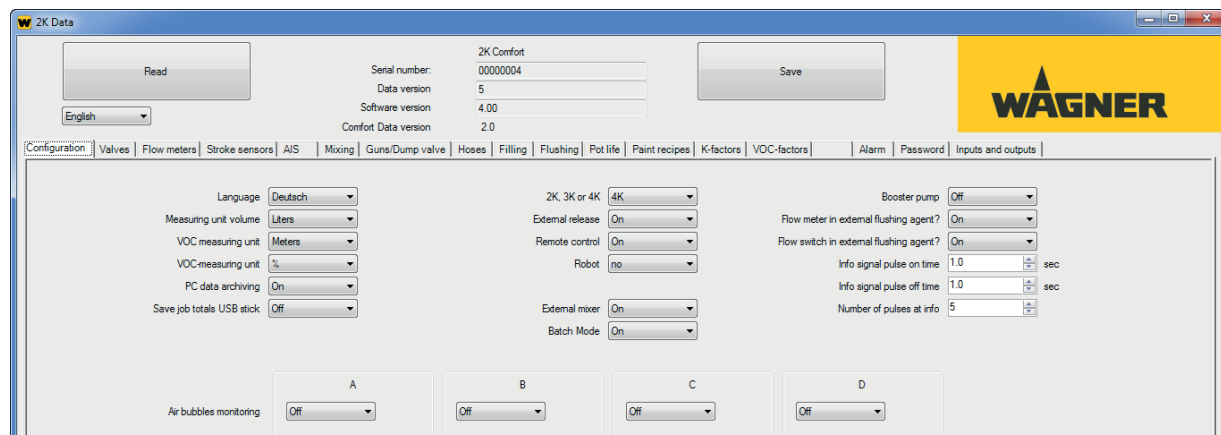 2K Data
2K Comfort
Read
Serial number: 00000004
Save
Data version 5
Software version 4.00
English
Comfort Data version 2.0
WAGNER
Configuration Valves Flow meters Stroke sensors AIS Mixing Guns/Dump valve Hoses Filling Flushing Pot life Paint recipes K-factors VOC-factors Alarm Password Inputs and outputs
Language Deutsch 2K, 3K or 4K 4K Booster pump Off
Measuring unit volume Liters External release On Flow meter in external flushing agent? On
VOC measuring unit Meters Remote control On Flow switch in external flushing agent? On
VOC-measuring unit % Robot no Info signal pulse on time 1.0 sec
PC data archiving On Info signal pulse off time 1.0 sec
Save job totals USB stick Off External mixer On Number of pulses at info 5
Batch Mode On
A B C D
Air bubbles monitoring Off Off Off Off